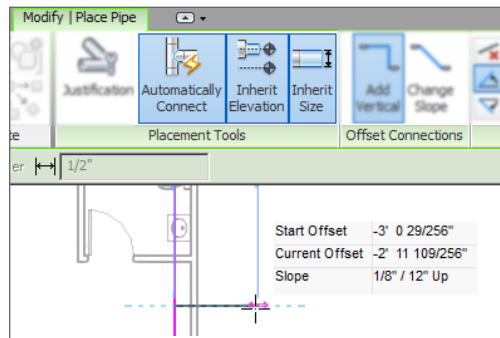 Modify | Place Pipe
Justification Automatically Connect Inherit Elevation Inherit Size Add Vertical Change Slope
te Placement Tools Offset Connections
er 1/2"
Start Offset -3' 0 29/256"
Current Offset -2' 11 109/256"
Slope 1/8" / 12" Up